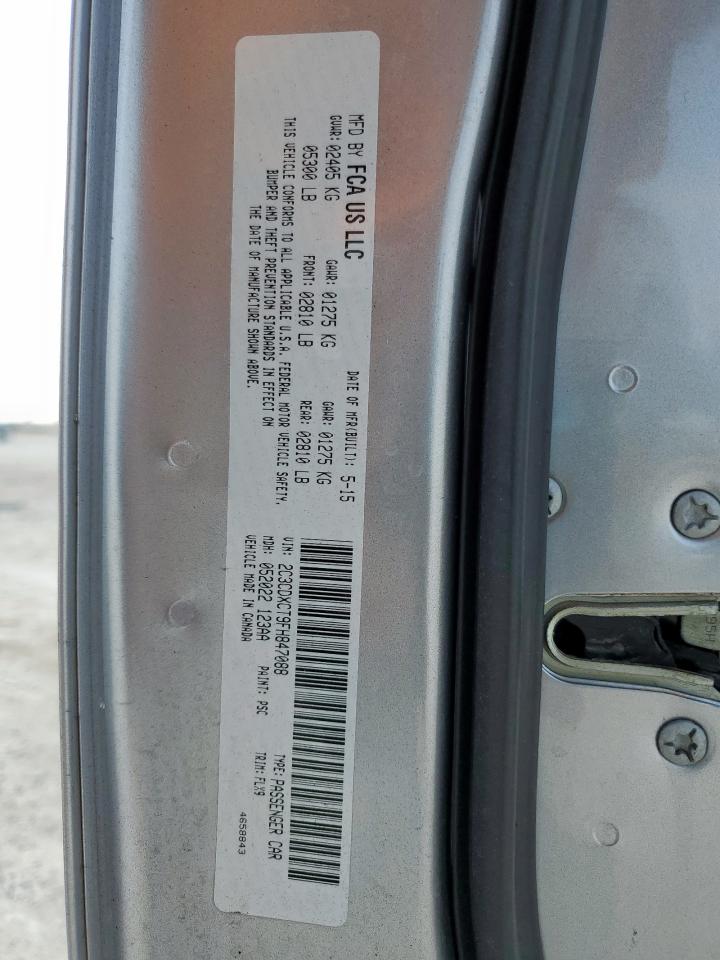 MFD BY FCA US LLC
DATE OF MFR(BUILT): 5-15
GVWR: 02405 KG
GAWR: 01275 KG
GAWR: 01275 KG
05300 LB
FRONT: 02810 LB
REAR: 02810 LB
THIS VEHICLE CONFORMS TO ALL APPLICABLE U.S.A. FEDERAL MOTOR VEHICLE SAFETY,
BUMPER AND THEFT PREVENTION STANDARDS IN EFFECT ON
THE DATE OF MANUFACTURE SHOWN ABOVE.
VIN: 2C3CDXCT9FH847088
TYPE: PASSENGER CAR
MDH: 052022 123AA
PAINT: PSC
TRIM: FLX9
VEHICLE MADE IN CANADA
4658843